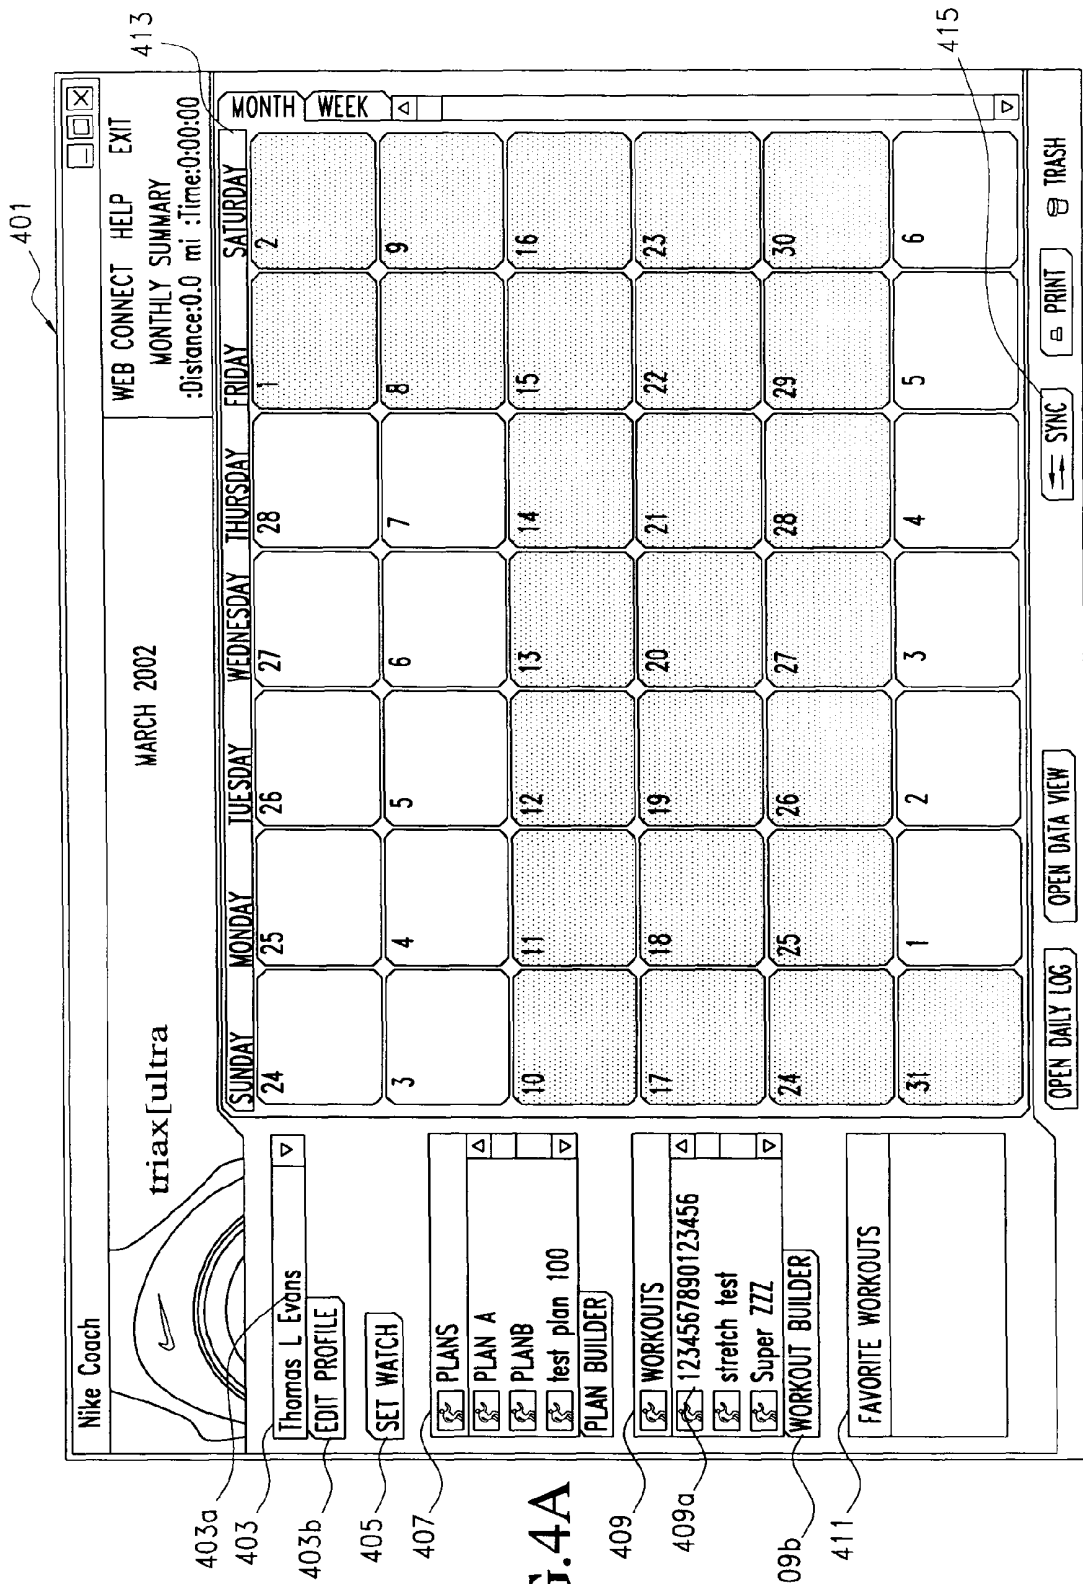 401
Nike Coach
triax[ultra
MARCH 2002
WEB CONNECT HELP EXIT
MONTHLY SUMMARY
:Distance:0.0 mi :Time:0:00:00
403a
403
Thomas L Evans
403b
EDIT PROFILE
405
SET WATCH
407
PLANS
PLAN A
PLANB
test plan 100
PLAN BUILDER
409
WORKOUTS
409a
1234567890123456
stretch test
Super ZZZ
09b
WORKOUT BUILDER
411
FAVORITE WORKOUTS
413
SUNDAY MONDAY TUESDAY WEDNESDAY THURSDAY FRIDAY SATURDAY
MONTH
WEEK
24 25 26 27 28 1 2
3 4 5 6 7 8 9
10 11 12 13 14 15 16
17 18 19 20 21 22 23
24 25 26 27 28 29 30
31 1 2 3 4 5 6
OPEN DAILY LOG OPEN DATA VIEW SYNC PRINT TRASH
415
G.4A